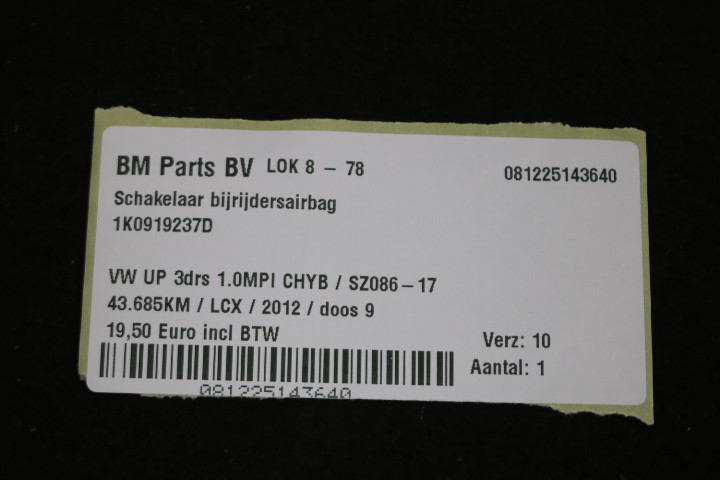 BM Parts BV LOK 8 - 78 081225143640
Schakelaar bijrijdersairbag
1K0919237D
VW UP 3drs 1.0MPI CHYB / SZ086-17
43.685KM / LCX / 2012 / doos 9
19,50 Euro incl BTW
Verz: 10
Aantal: 1
081225143640